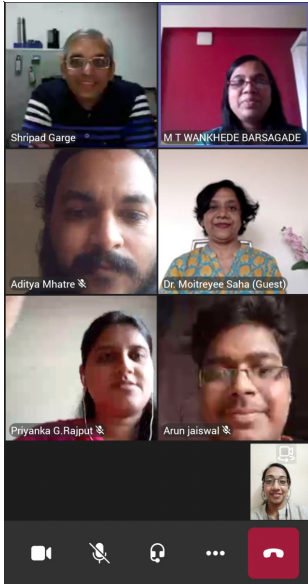 Shripad Garge
M T WANKHEDE BARSAGADE
Aditya Mhatre
Dr. Moitreyee Saha (Guest)
Priyanka G.Rajput
Arun jaiswal